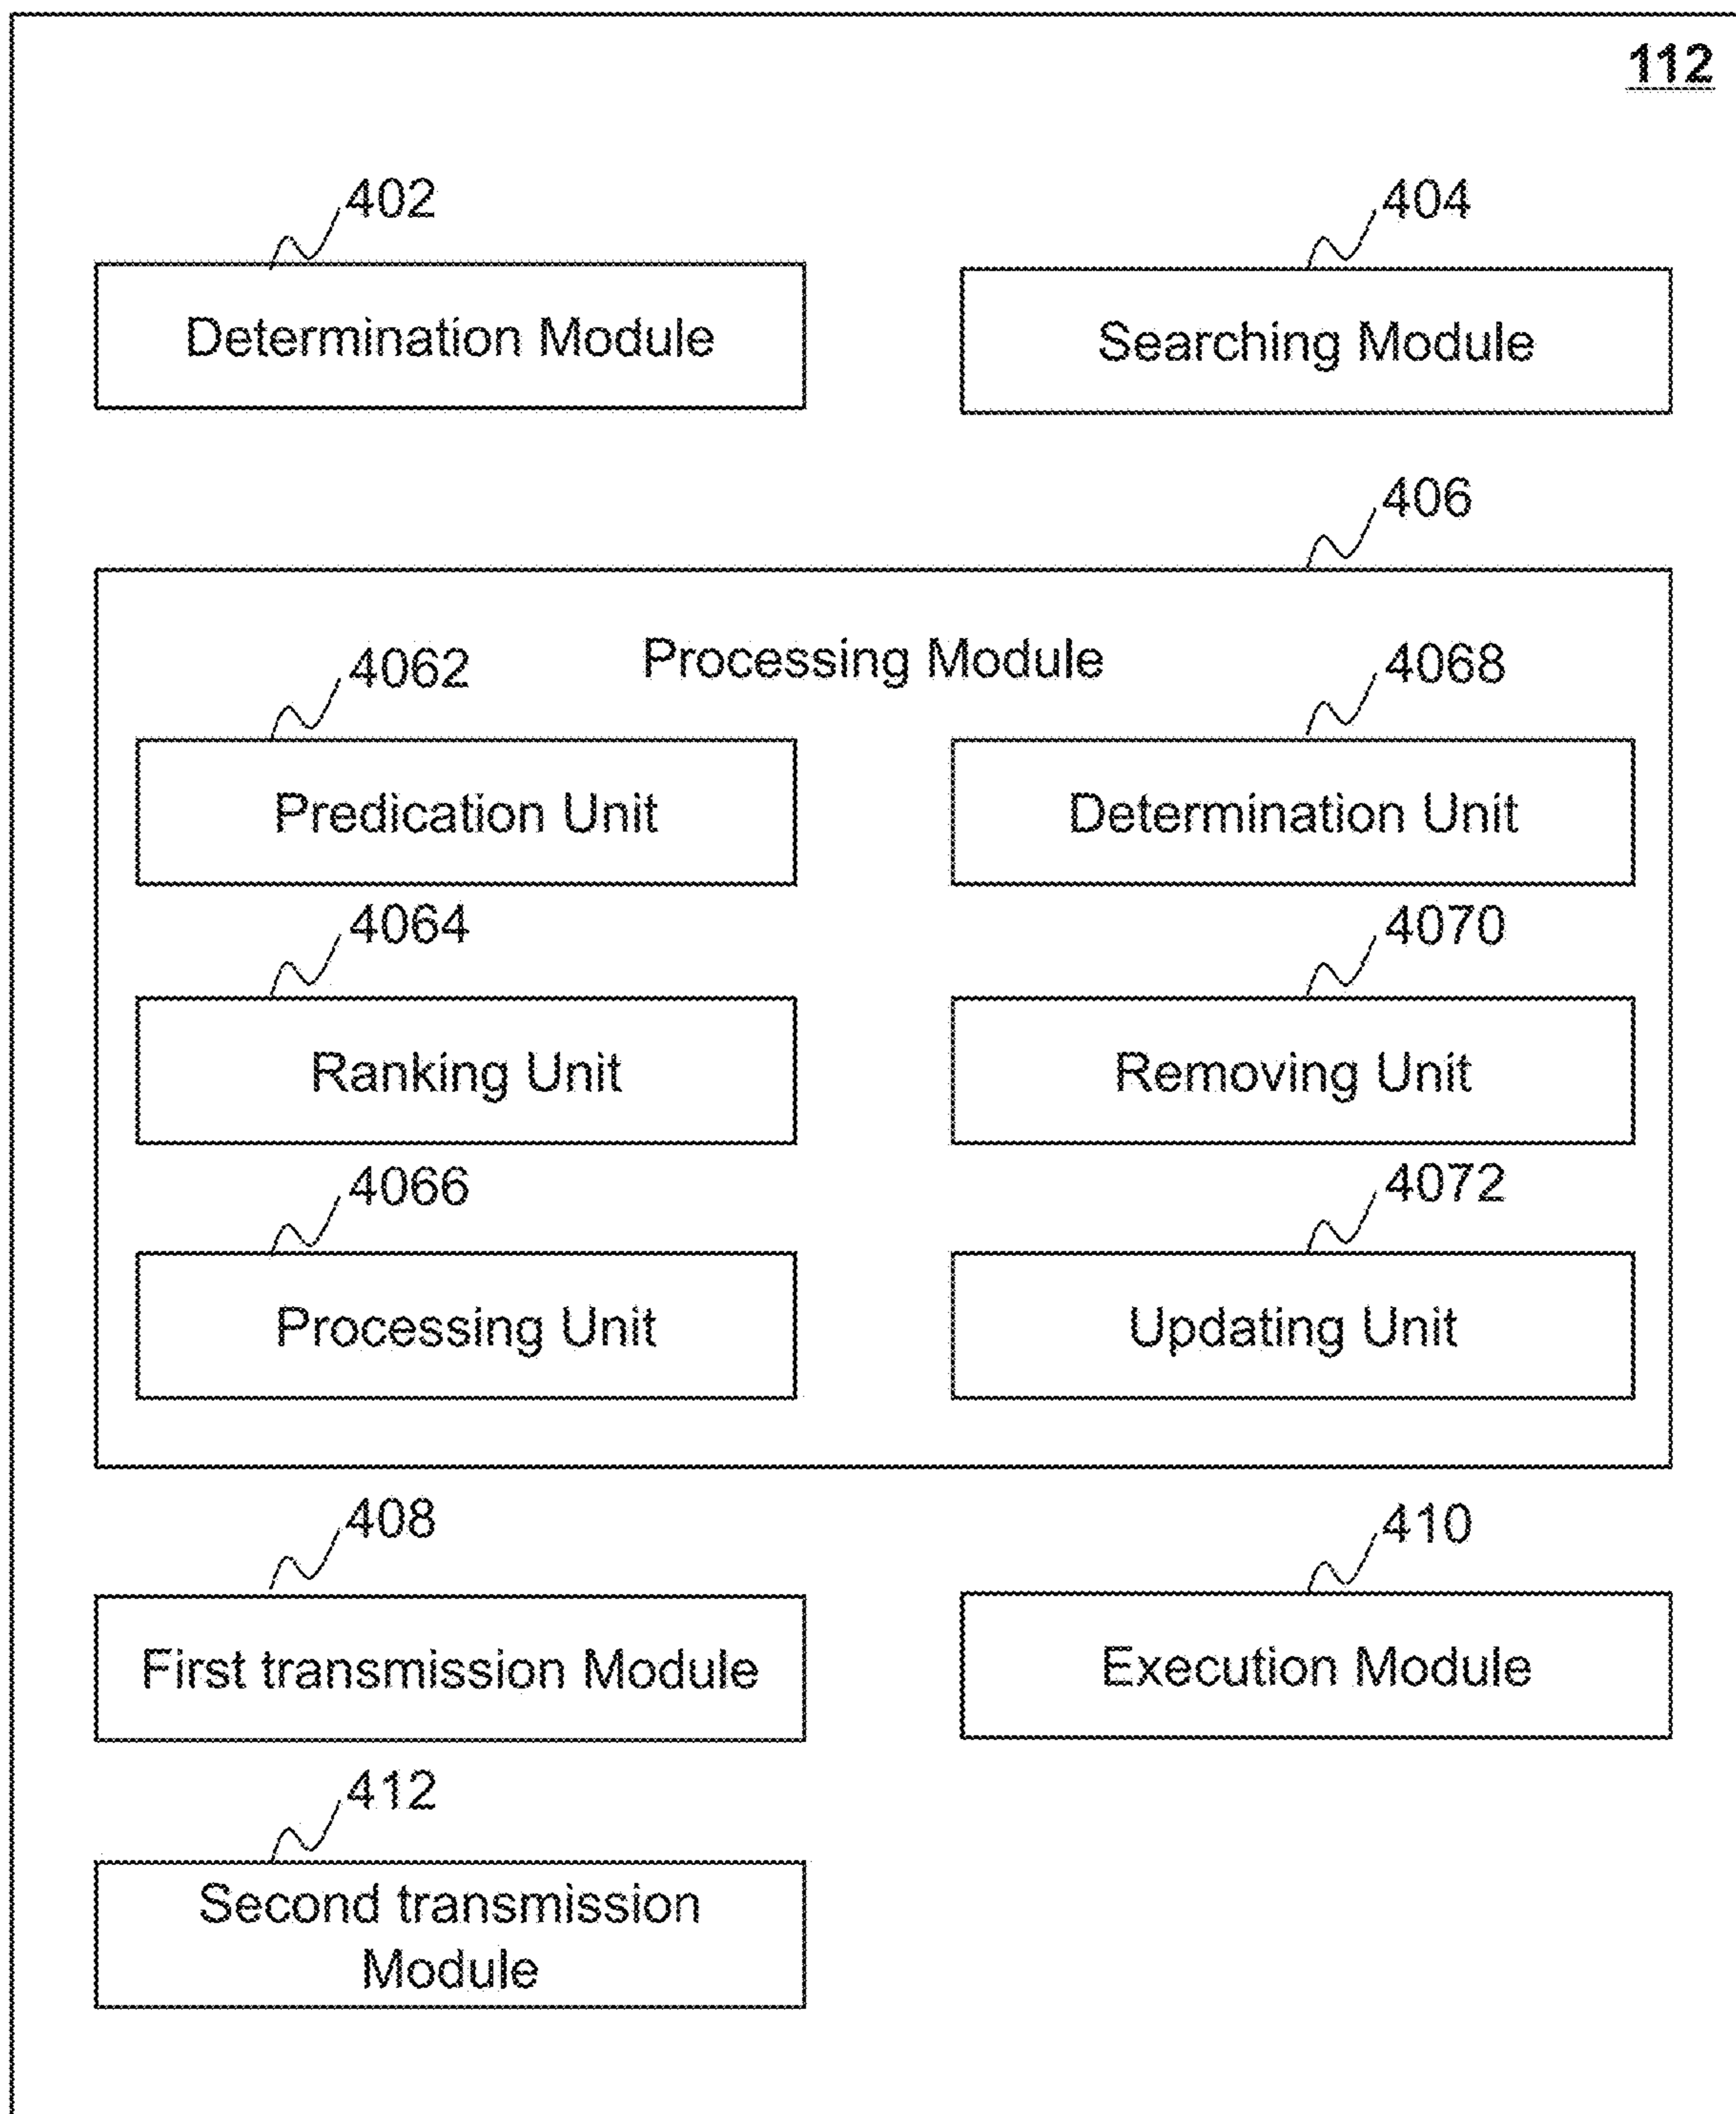 112
402
404
Determination Module
Searching Module
406
Processing Module
4062
4068
Predication Unit
Determination Unit
4064
4070
Ranking Unit
Removing Unit
4066
4072
Processing Unit
Updating Unit
408
410
First transmission Module
Execution Module
412
Second transmission
Module